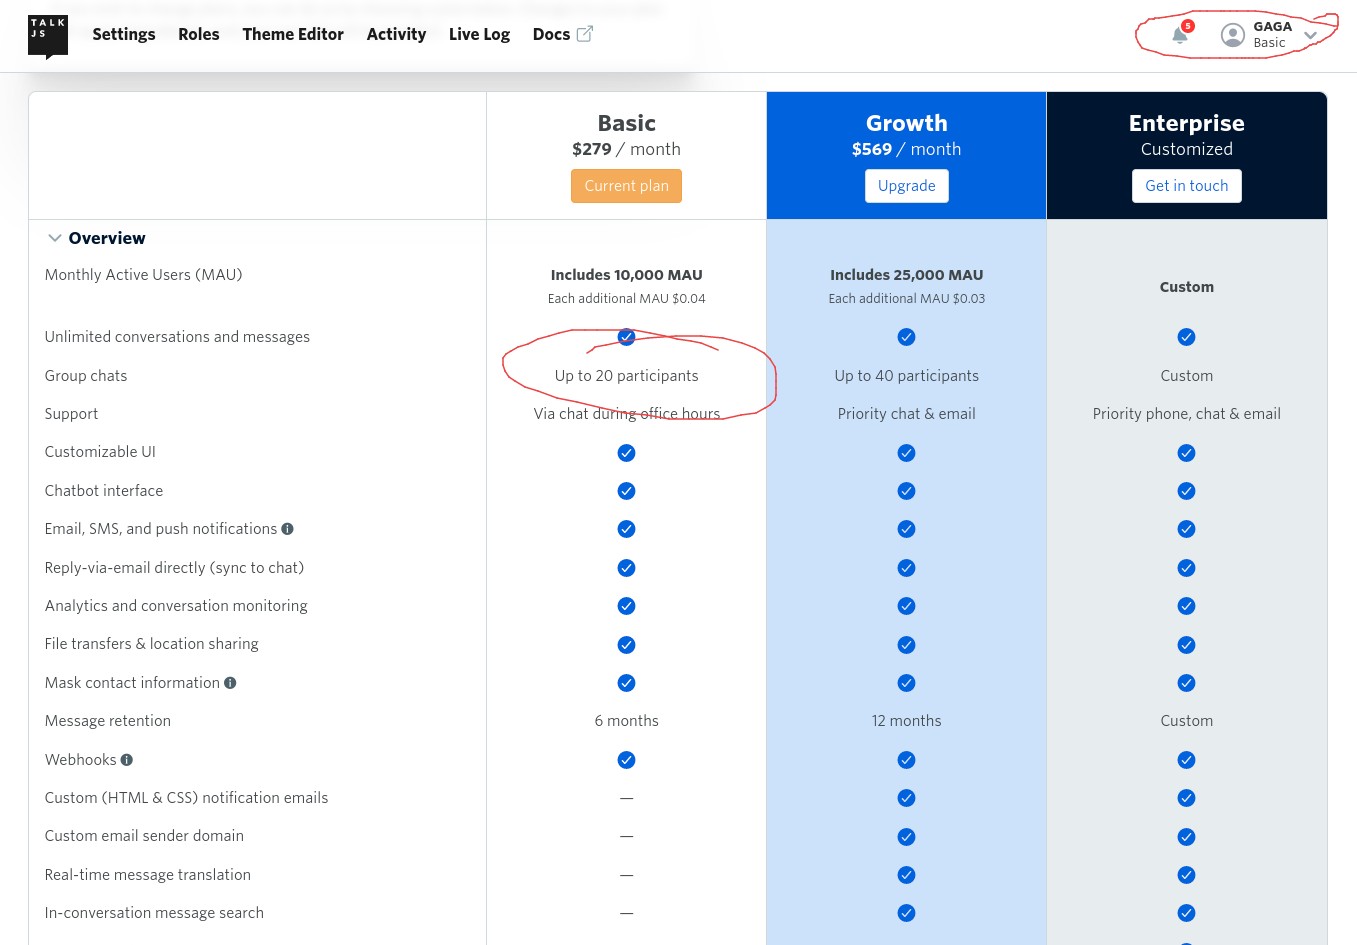 TALK
JS
Settings Roles Theme Editor Activity Live Log Docs
5
GAGA
Basic
Basic Growth Enterprise
$279 / month $569 / month Customized
Current plan Upgrade Get in touch
Overview
Monthly Active Users (MAU) Includes 10,000 MAU Includes 25,000 MAU Custom
Each additional MAU $0.04 Each additional MAU $0.03
Unlimited conversations and messages
Group chats Up to 20 participants Up to 40 participants Custom
Support Via chat during office hours Priority chat & email Priority phone, chat & email
Customizable UI
Chatbot interface
Email, SMS, and push notifications
Reply-via-email directly (sync to chat)
Analytics and conversation monitoring
File transfers & location sharing
Mask contact information
Message retention 6 months 12 months Custom
Webhooks
Custom (HTML & CSS) notification emails —
Custom email sender domain —
Real-time message translation —
In-conversation message search —